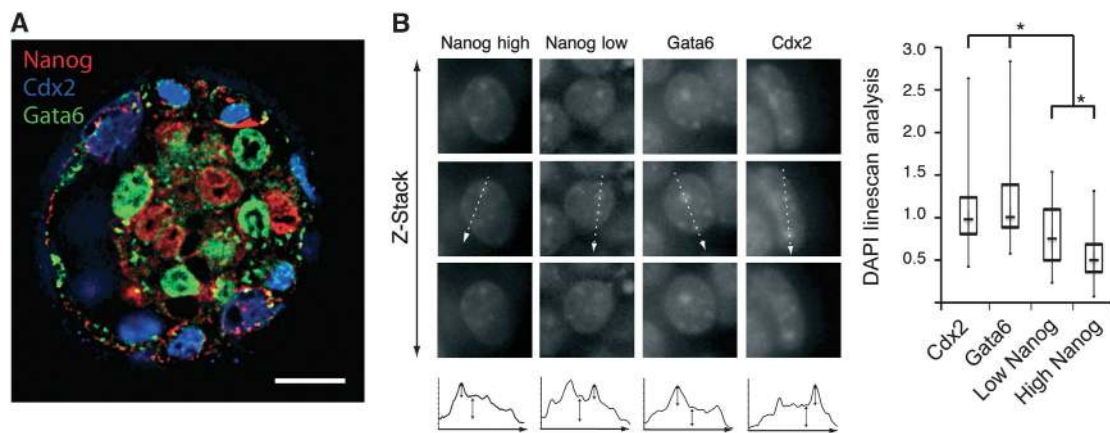 A
Nanog
Cdx2
Gata6
B
Nanog high
Nanog low
Gata6
Cdx2
Z-Stack
DAPI linescan analysis
3.0
2.5
2.0
1.5
1.0
0.5
*
*
Cdx2
Gata6
Low Nanog
High Nanog